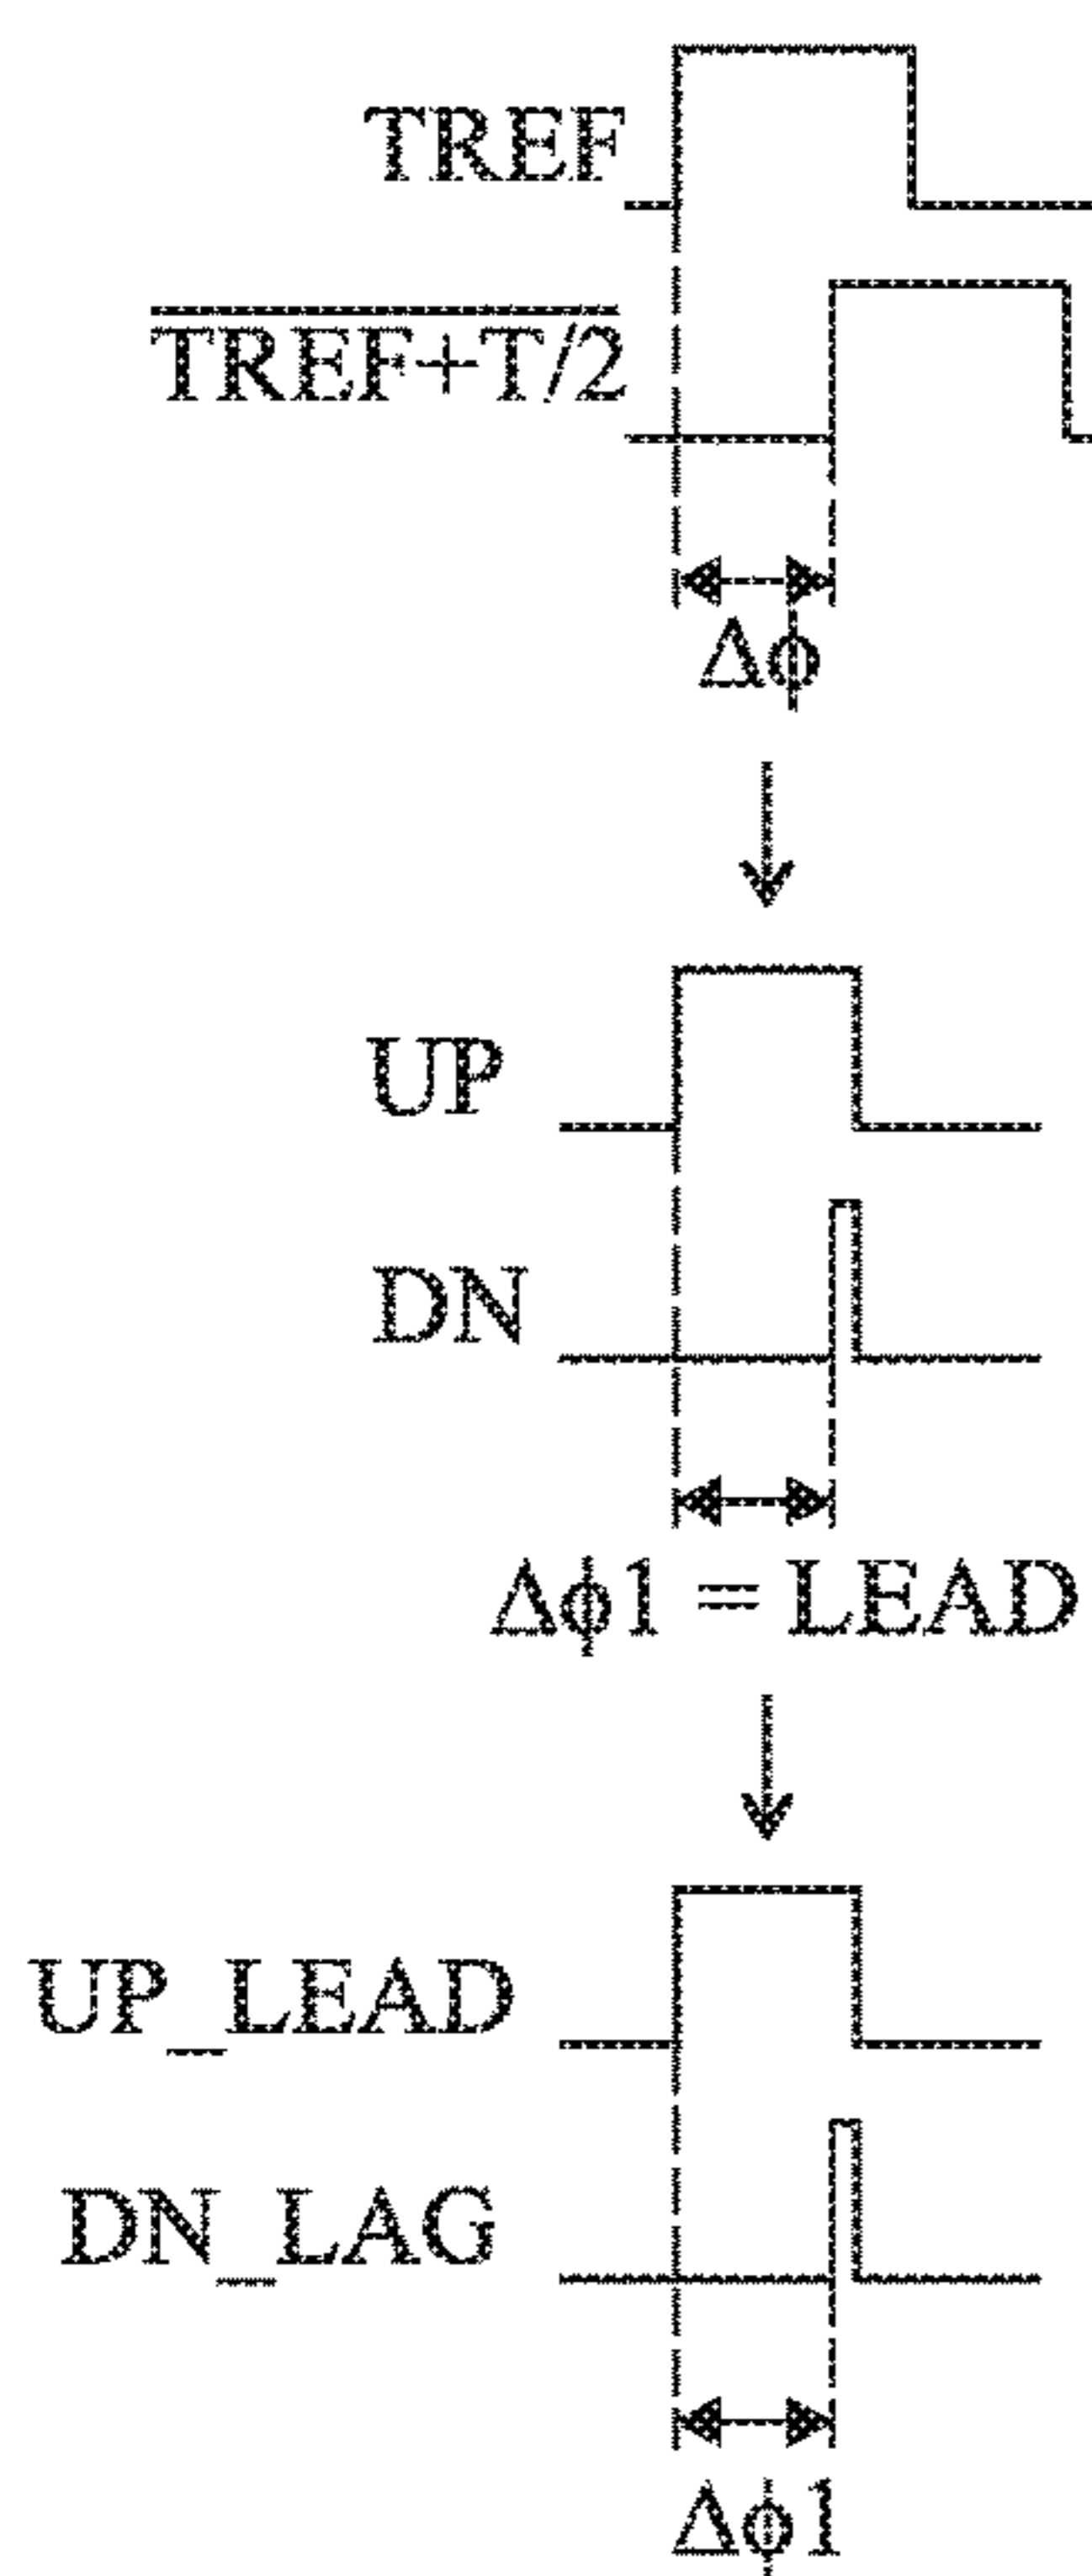 TREF
TREF+T/2
Δϕ
UP
DN
Δϕ1 = LEAD
UP_LEAD
DN_LAG
Δϕ1